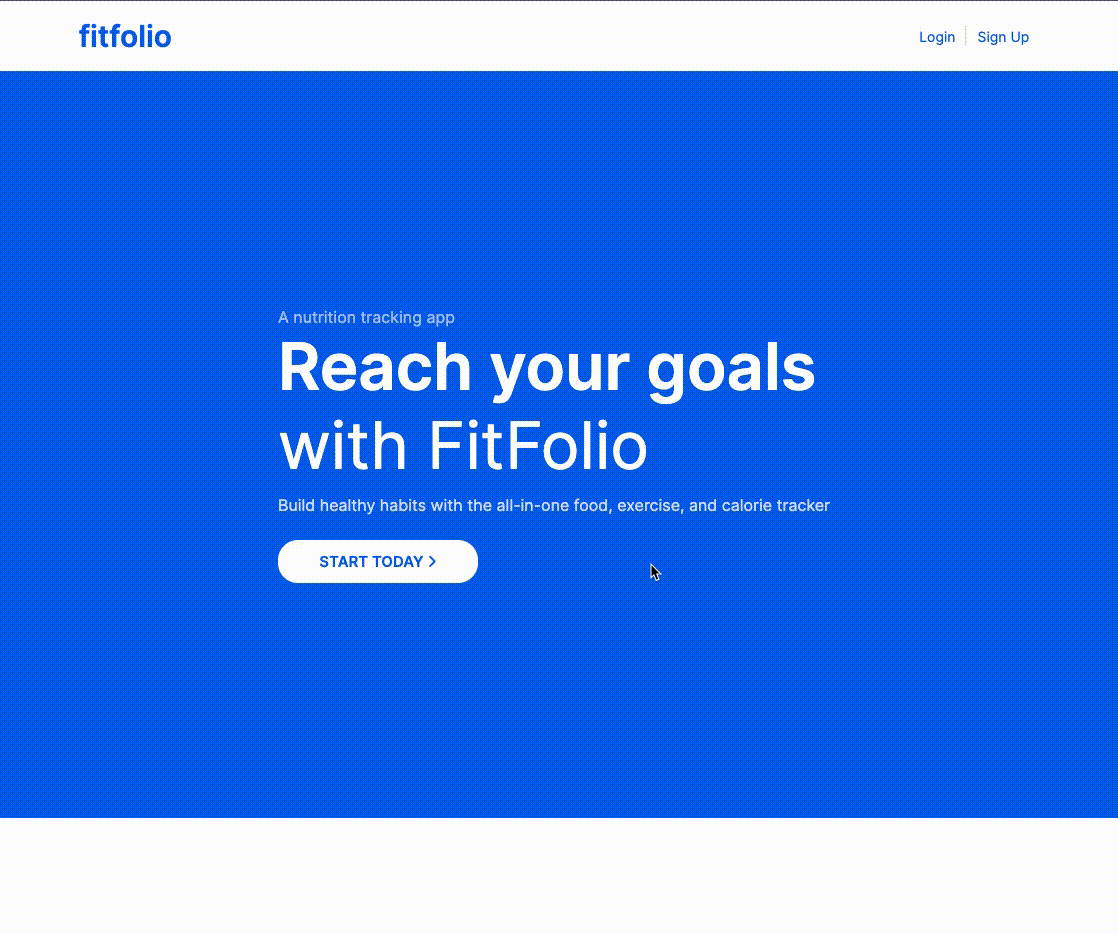 fitfolio
Login
Sign Up
A nutrition tracking app
Reach your goals
with FitFolio
Build healthy habits with the all-in-one food, exercise, and calorie tracker
START TODAY